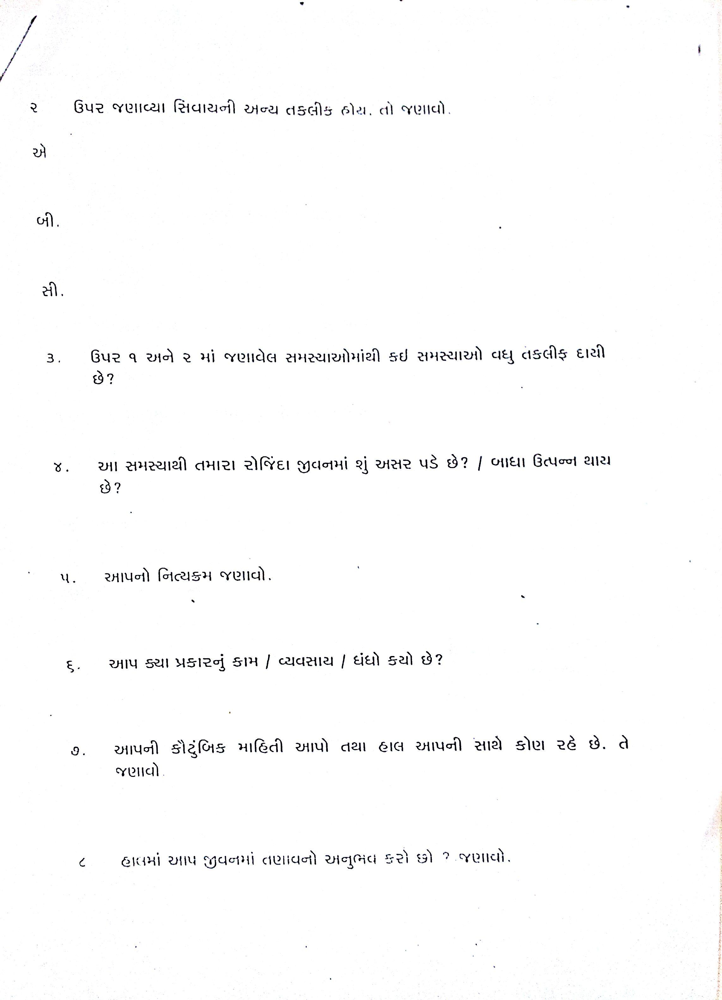 ૨ ઉપર જણાવ્યા સિવાયની અન્ય તકલીક હોય. તો જણાવો.
એ
બી.
સી.
૩. ઉપર ૧ અને ૨ માં જણાવેલ સમસ્યાઓમાંથી કઇ સમસ્યાઓ વધુ તકલીફ દાયી
છે?
૪. આ સમસ્યાથી તમારા રોજિંદા જીવનમાં શું અસર પડે છે? / બાધા ઉત્પન્ન થાય
છે?
૫. આપનો નિત્યક્રમ જણાવો.
૬. આપ ક્યા પ્રકારનું કામ / વ્યવસાય / ધંધો કયો છે?
૭. આપની કૌટુંબિક માહિતી આપો તથા હાલ આપની સાથે કોણ રહે છે. તે
જણાવો.
૮ હાલમાં આપ જીવનમાં તણાવનો અનુભવ કરો છો ? જણાવો.